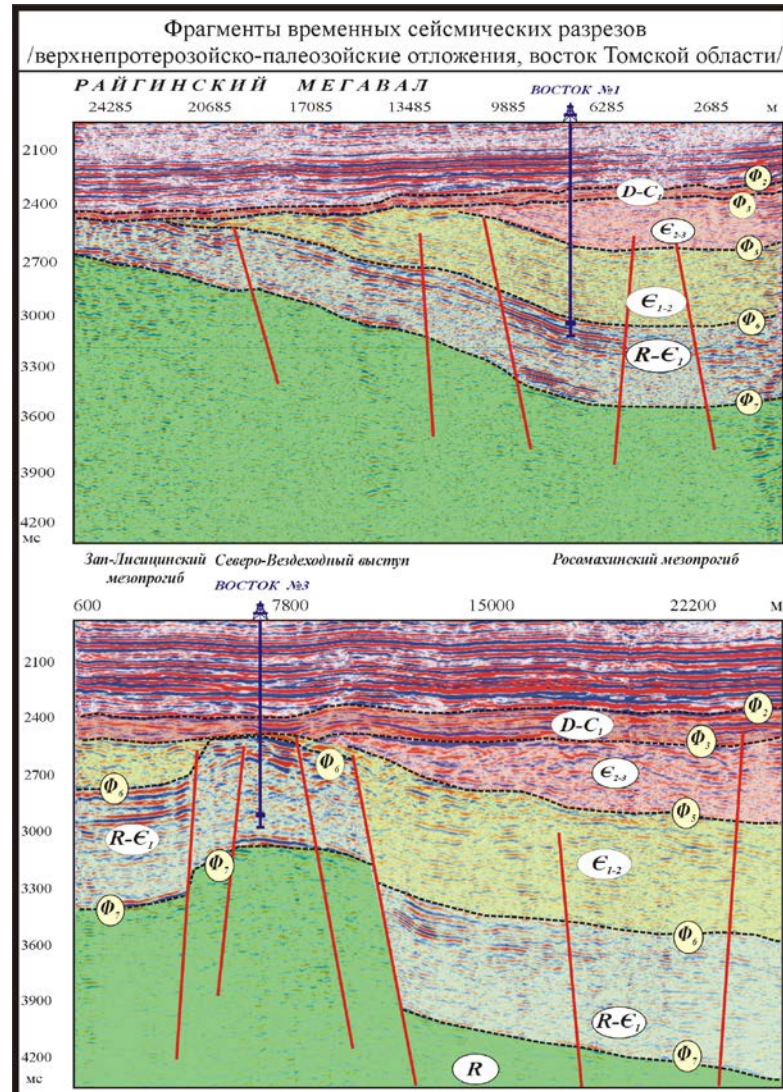 Фрагменты временных сейсмических разрезов
/верхнепротерозойско-палеозойские отложения, восток Томской области/
Р А Й Г И Н С К И Й М Е Г А В А Л
ВОСТОК №1
24285 20685 17085 13485 9885 6285 2685 м
2100
Ф₂
D-C₁
Ф₃
2400
Є₂₋₃
Ф₅
2700
Є₁₋₂
3000
Ф₆
R-Є₁
3300
Ф₇
3600
3900
4200
мс
Зап-Лисицинский мезопрогиб
Северо-Вездеходный выступ
Росомахинский мезопрогиб
ВОСТОК №3
600 7800 15000 22200 м
2100
Ф₂
2400
D-C₁
Ф₃
Ф₆
Є₂₋₃
2700
Ф₆
Ф₅
3000
R-Є₁
Є₁₋₂
Ф₇
3300
Ф₇
Ф₆
3600
3900
R-Є₁
Ф₇
4200
R
мс